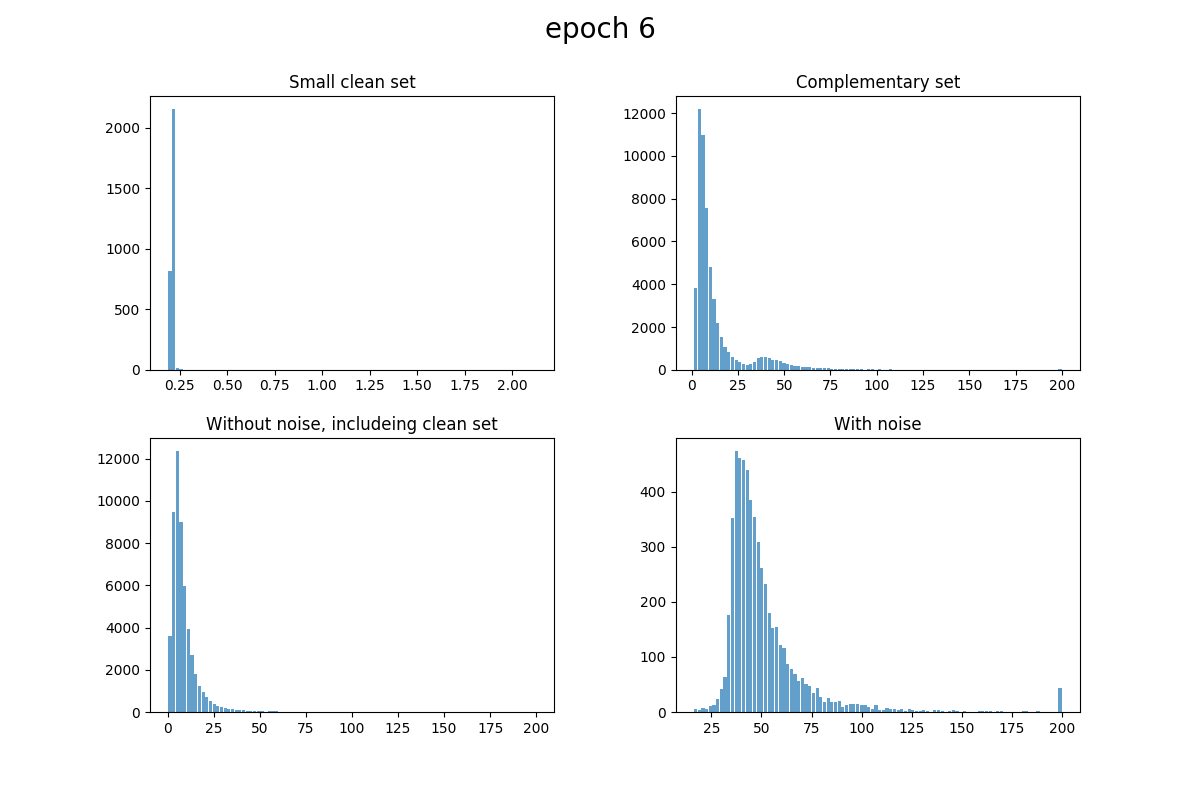 epoch 6
Small clean set
2000
1500
1000
500
0
0.25 0.50 0.75 1.00 1.25 1.50 1.75 2.00
Complementary set
12000
10000
8000
6000
4000
2000
0
0 25 50 75 100 125 150 175 200
Without noise, includeing clean set
12000
10000
8000
6000
4000
2000
0
0 25 50 75 100 125 150 175 200
With noise
400
300
200
100
0
25 50 75 100 125 150 175 200